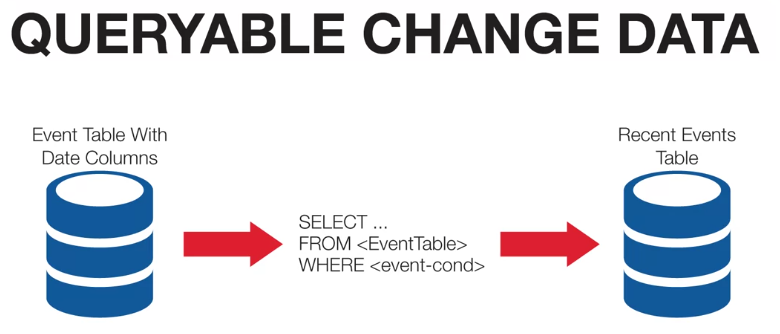 QUERYABLE CHANGE DATA
Event Table With
Date Columns
SELECT ...
FROM <EventTable>
WHERE <event-cond>
Recent Events
Table